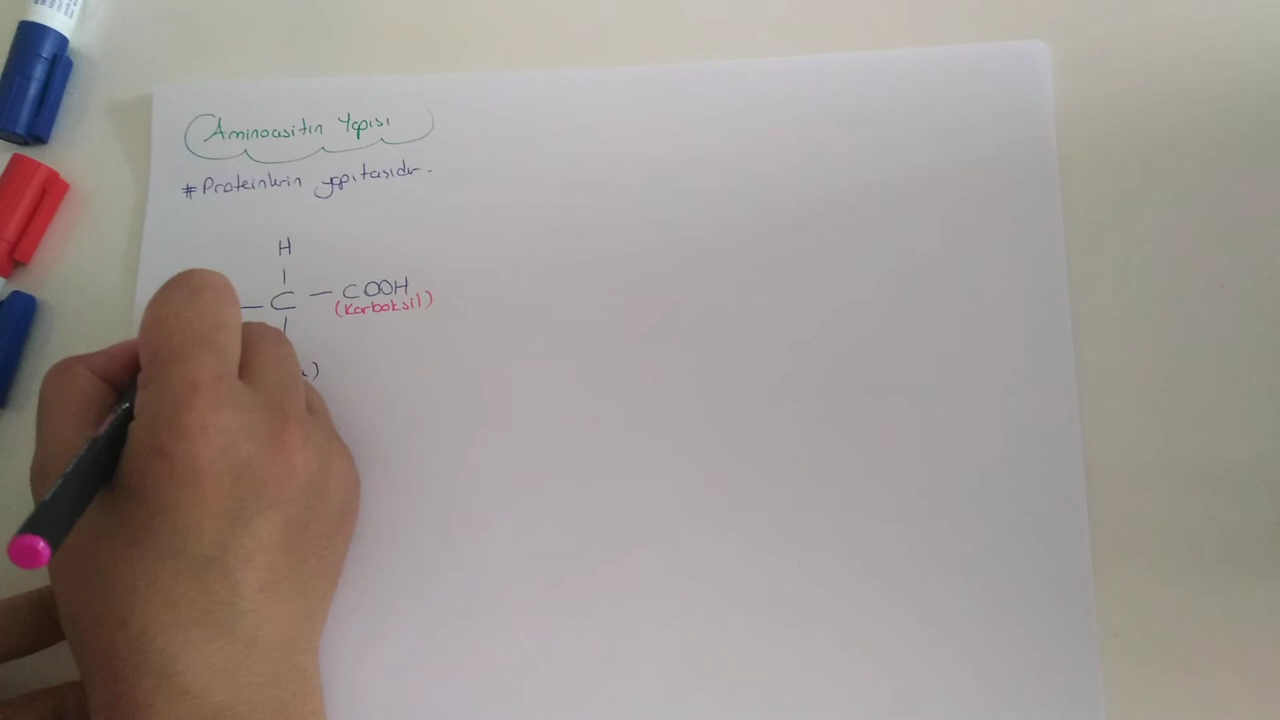 Aminoasitin Yapısı
#Proteinlerin yapıtaşıdır.
H
|
— C — COOH
(Karboksil)
|